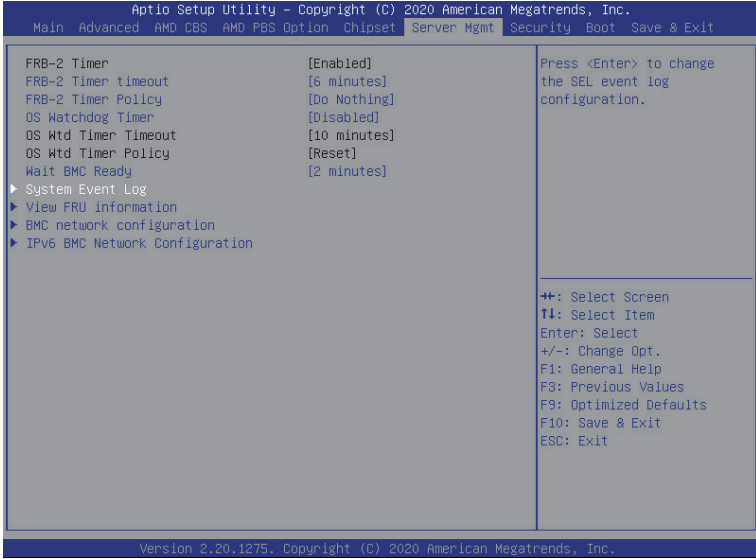 Aptio Setup Utility – Copyright (C) 2020 American Megatrends, Inc.
Main Advanced AMD CBS AMD PBS Option Chipset Server Mgmt Security Boot Save & Exit
FRB-2 Timer [Enabled]
FRB-2 Timer timeout [6 minutes]
FRB-2 Timer Policy [Do Nothing]
OS Watchdog Timer [Disabled]
OS Wtd Timer Timeout [10 minutes]
OS Wtd Timer Policy [Reset]
Wait BMC Ready [2 minutes]
▶ System Event Log
▶ View FRU information
▶ BMC network configuration
▶ IPv6 BMC Network Configuration
Press <Enter> to change
the SEL event log
configuration.
→←: Select Screen
↑↓: Select Item
Enter: Select
+/-: Change Opt.
F1: General Help
F3: Previous Values
F9: Optimized Defaults
F10: Save & Exit
ESC: Exit
Version 2.20.1275. Copyright (C) 2020 American Megatrends, Inc.